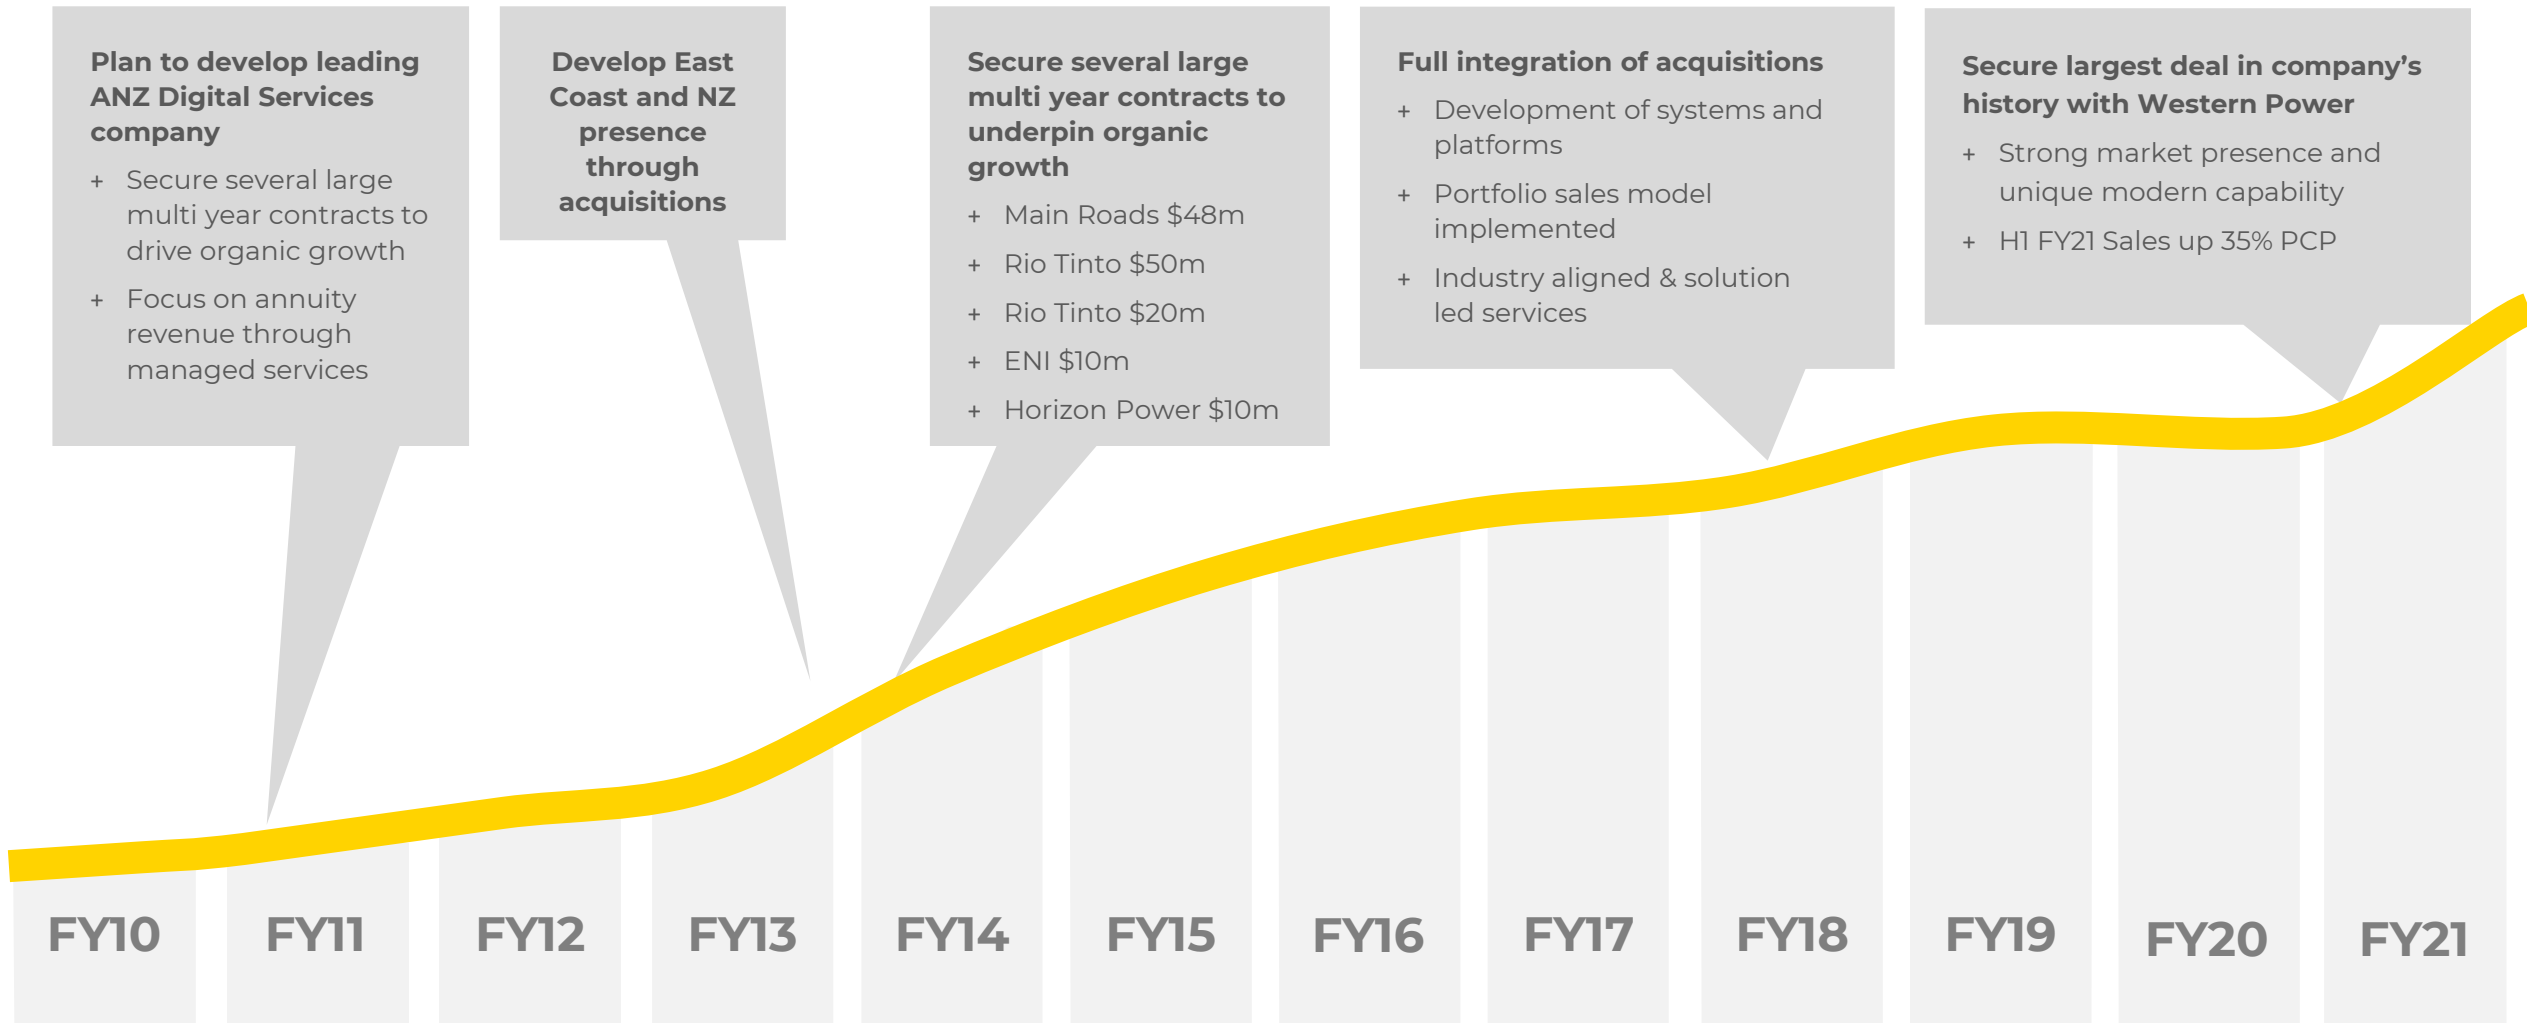 Plan to develop leading
ANZ Digital Services
company
+ Secure several large
multi year contracts to
drive organic growth
+ Focus on annuity
revenue through
managed services
Develop East
Coast and NZ
presence
through
acquisitions
Secure several large
multi year contracts to
underpin organic
growth
+ Main Roads $48m
+ Rio Tinto $50m
+ Rio Tinto $20m
+ ENI $10m
+ Horizon Power $10m
Full integration of acquisitions
+ Development of systems and
platforms
+ Portfolio sales model
implemented
+ Industry aligned & solution
led services
Secure largest deal in company’s
history with Western Power
+ Strong market presence and
unique modern capability
+ H1 FY21 Sales up 35% PCP
FY10 FY11 FY12 FY13 FY14 FY15 FY16 FY17 FY18 FY19 FY20 FY21